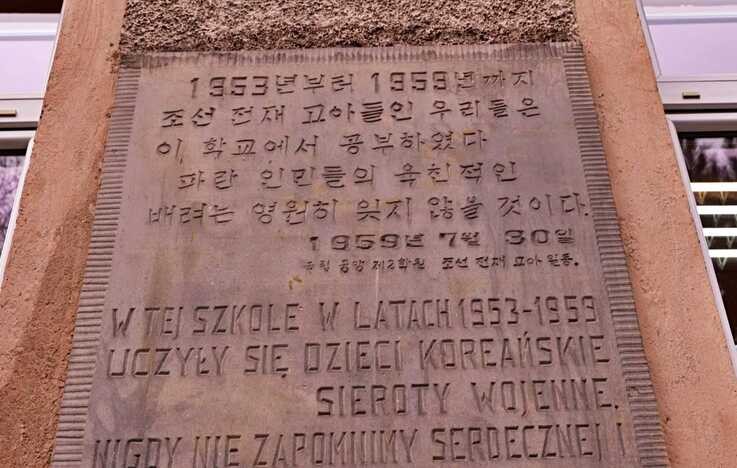 1953년부터 1959년까지
조선 전재 고아들인 우리들은
이 학교에서 공부하였다
파란 인민들의 육친적인
배려는 영원히 잊지 않을 것이다.
1959년 7월 30일
제2학원 조선 전재 고아 일동.
W TEJ SZKOLE W LATACH 1953-1959
UCZYŁY SIĘ DZIECI KOREAŃSKIE
SIEROTY WOJENNE.
NIGDY NIE ZAPOMNIMY SERDECZNEJ